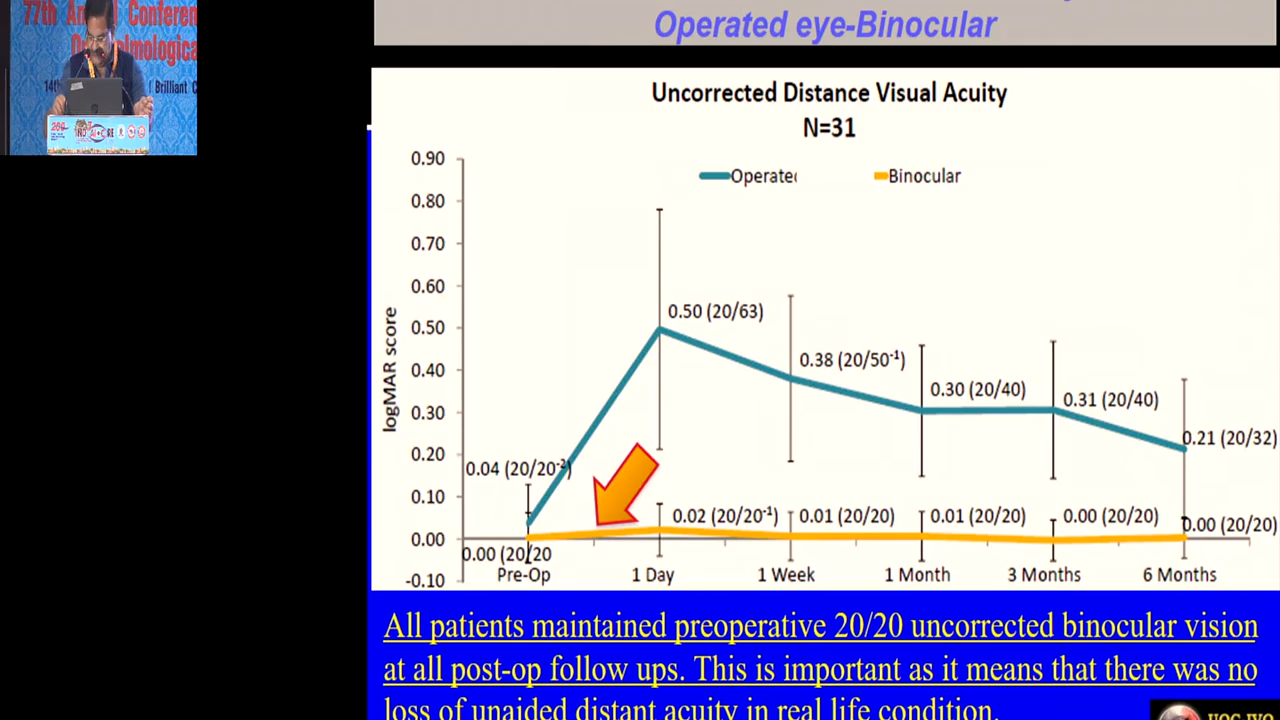 77th An Conferen
Op almologica
14th Brilliant C
Operated eye-Binocular
Uncorrected Distance Visual Acuity
N=31
Operated
Binocular
logMAR score
0.90
0.80
0.70
0.60
0.50
0.40
0.30
0.20
0.10
0.00
-0.10
0.50 (20/63)
0.38 (20/50⁻¹)
0.30 (20/40)
0.31 (20/40)
0.21 (20/32)
0.04 (20/20⁻²)
0.02 (20/20⁻¹)
0.01 (20/20)
0.01 (20/20)
0.00 (20/20)
0.00 (20/20)
0.00 (20/20
Pre-Op 1 Day 1 Week 1 Month 3 Months 6 Months
All patients maintained preoperative 20/20 uncorrected binocular vision
at all post-op follow ups. This is important as it means that there was no
loss of unaided distant acuity in real life condition.